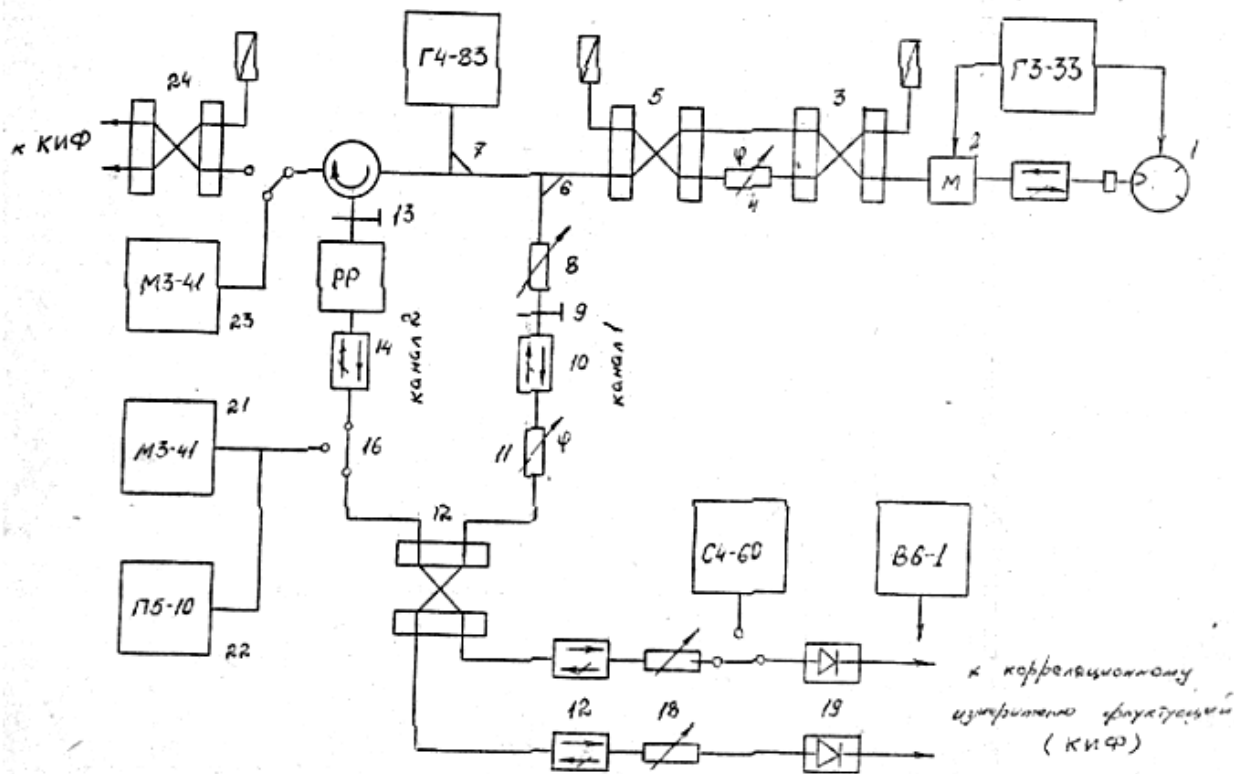 24
Г4-83
Г3-33
5
3
к КИФ
7
φ
2
1
6
4
М
13
М3-41
РР
8
23
9
14
канал 2
10
канал 1
21
М3-41
16
11
φ
12
С4-60
В6-1
П5-10
22
к корреляционному
12
18
19
измерителю флуктуаций
(КИФ)